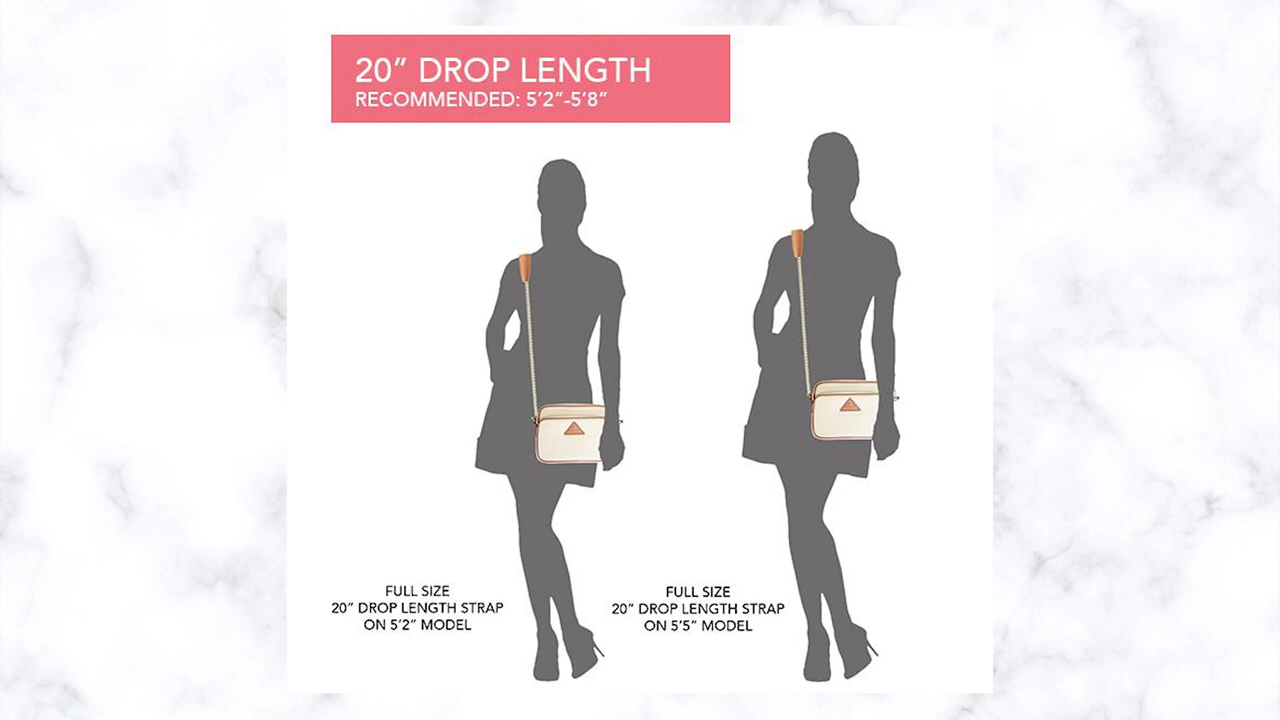 20” DROP LENGTH
RECOMMENDED: 5’2”-5’8”
FULL SIZE
20” DROP LENGTH STRAP
ON 5’2” MODEL
FULL SIZE
20” DROP LENGTH STRAP
ON 5’5” MODEL